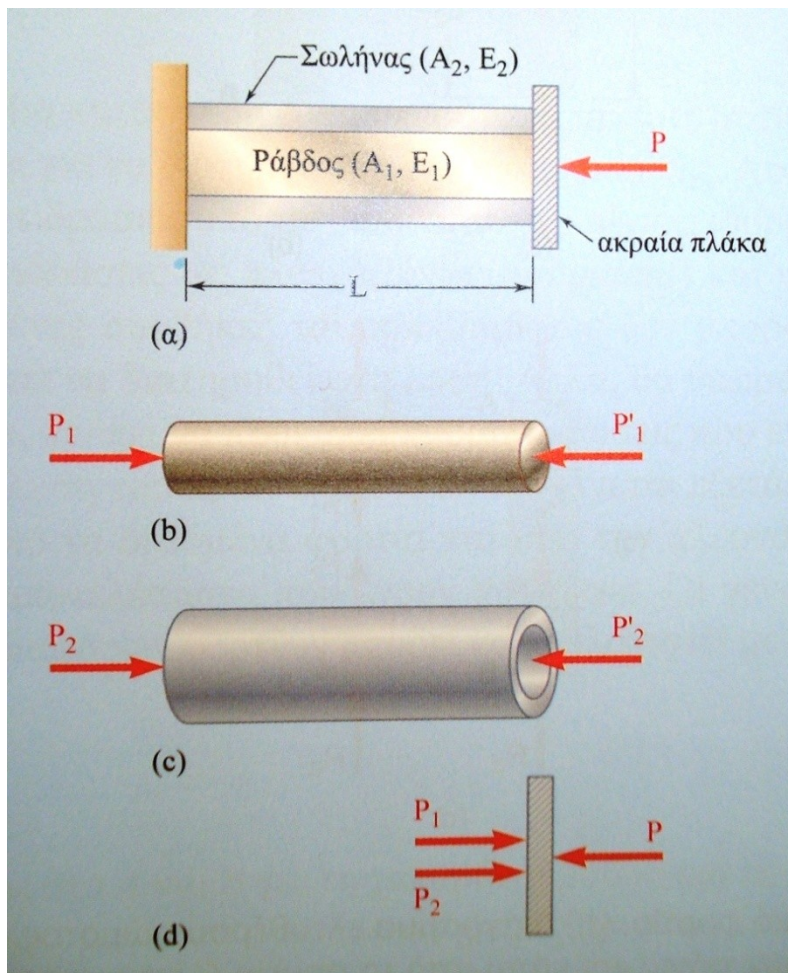 Σωλήνας (A₂, E₂)
Ράβδος (A₁, E₁)
P
ακραία πλάκα
L
(α)
P₁
P'₁
(b)
P₂
P'₂
(c)
P₁
P
P₂
(d)